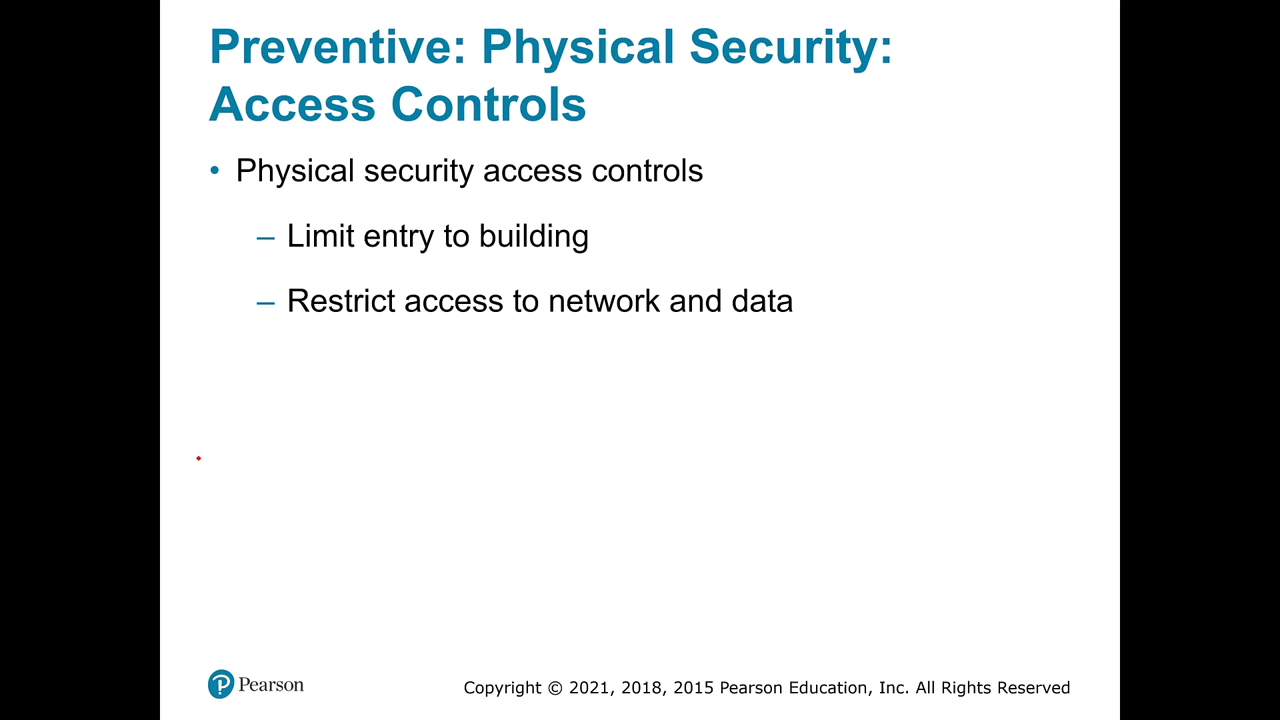 Preventive: Physical Security:
Access Controls
• Physical security access controls
– Limit entry to building
– Restrict access to network and data
Pearson
Copyright © 2021, 2018, 2015 Pearson Education, Inc. All Rights Reserved